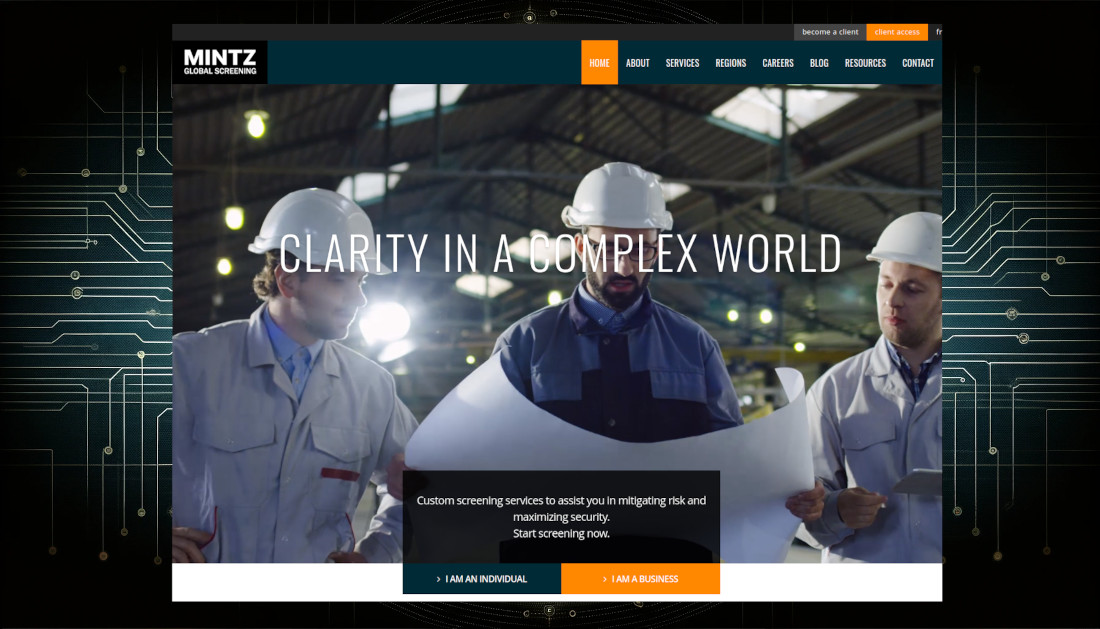 become a client
client access
fr
MINTZ
GLOBAL SCREENING
HOME
ABOUT
SERVICES
REGIONS
CAREERS
BLOG
RESOURCES
CONTACT
CLARITY IN A COMPLEX WORLD
Custom screening services to assist you in mitigating risk and
maximizing security.
Start screening now.
> I AM AN INDIVIDUAL
> I AM A BUSINESS